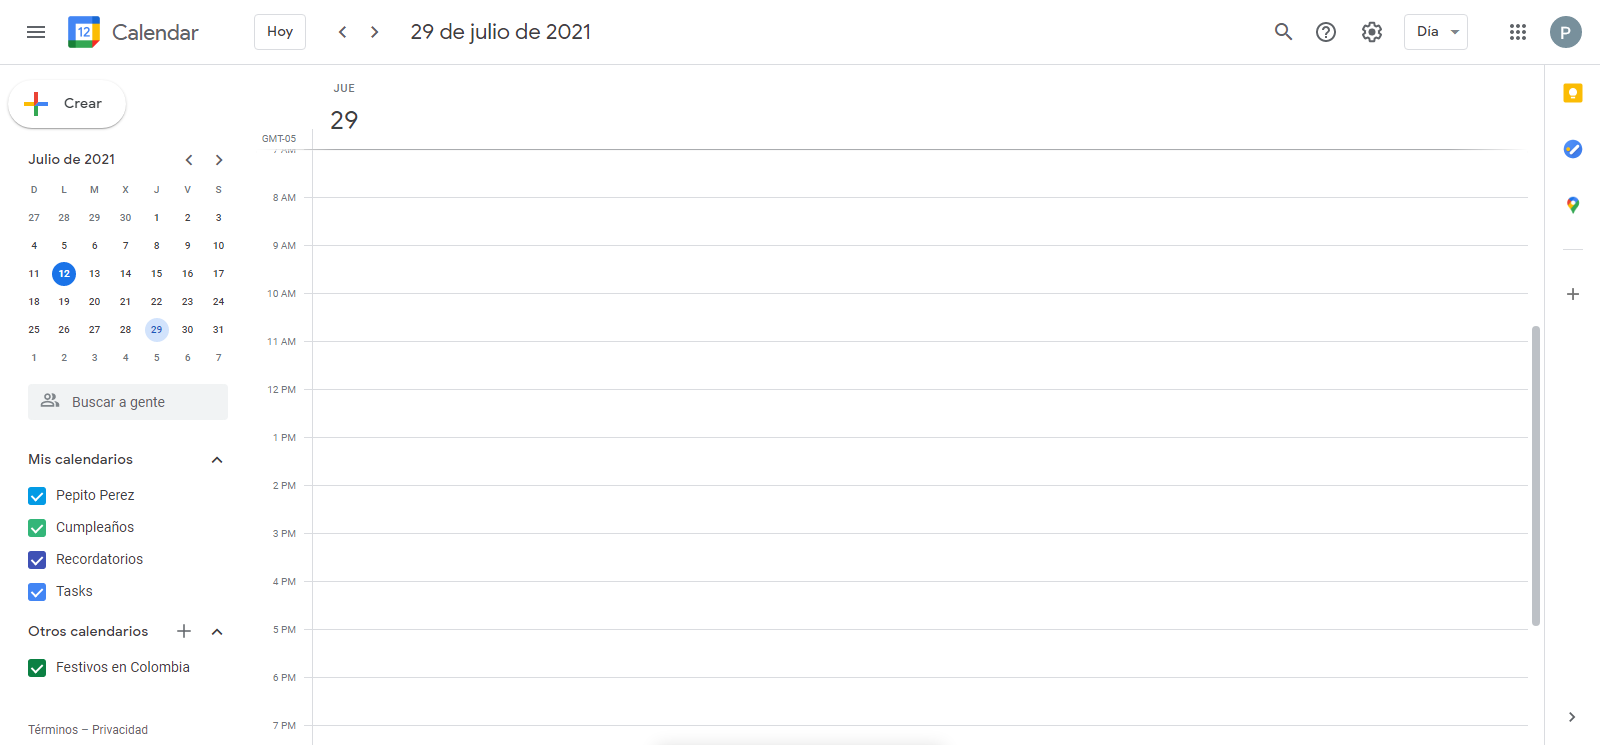 12 Calendar Hoy 29 de julio de 2021 Día P
Crear
JUE
29
GMT-05
Julio de 2021
D L M X J V S
27 28 29 30 1 2 3
4 5 6 7 8 9 10
11 12 13 14 15 16 17
18 19 20 21 22 23 24
25 26 27 28 29 30 31
1 2 3 4 5 6 7
Buscar a gente
Mis calendarios
Pepito Perez
Cumpleaños
Recordatorios
Tasks
Otros calendarios
Festivos en Colombia
Términos – Privacidad
7 AM
8 AM
9 AM
10 AM
11 AM
12 PM
1 PM
2 PM
3 PM
4 PM
5 PM
6 PM
7 PM